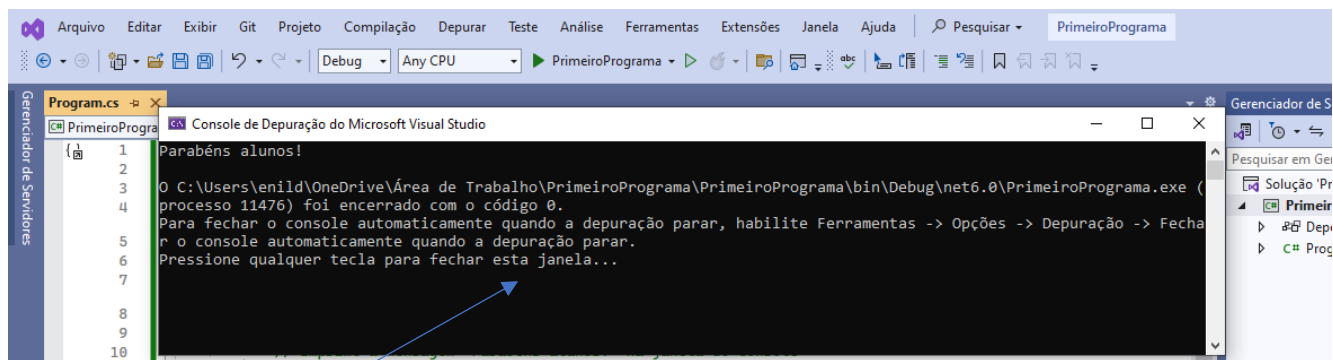 Arquivo Editar Exibir Git Projeto Compilação Depurar Teste Análise Ferramentas Extensões Janela Ajuda Pesquisar PrimeiroPrograma
Debug Any CPU PrimeiroPrograma
Gerenciador de Servidores
Program.cs
Gerenciador de S
C# PrimeiroProgra
Console de Depuração do Microsoft Visual Studio
Pesquisar em Ger
Solução 'Pr
C# Primeir
Depe
C# Prog
1
2
3
4
5
6
7
8
9
10
Parabéns alunos!
O C:\Users\enild\OneDrive\Área de Trabalho\PrimeiroPrograma\PrimeiroPrograma\bin\Debug\net6.0\PrimeiroPrograma.exe (
processo 11476) foi encerrado com o código 0.
Para fechar o console automaticamente quando a depuração parar, habilite Ferramentas -> Opções -> Depuração -> Fecha
r o console automaticamente quando a depuração parar.
Pressione qualquer tecla para fechar esta janela...